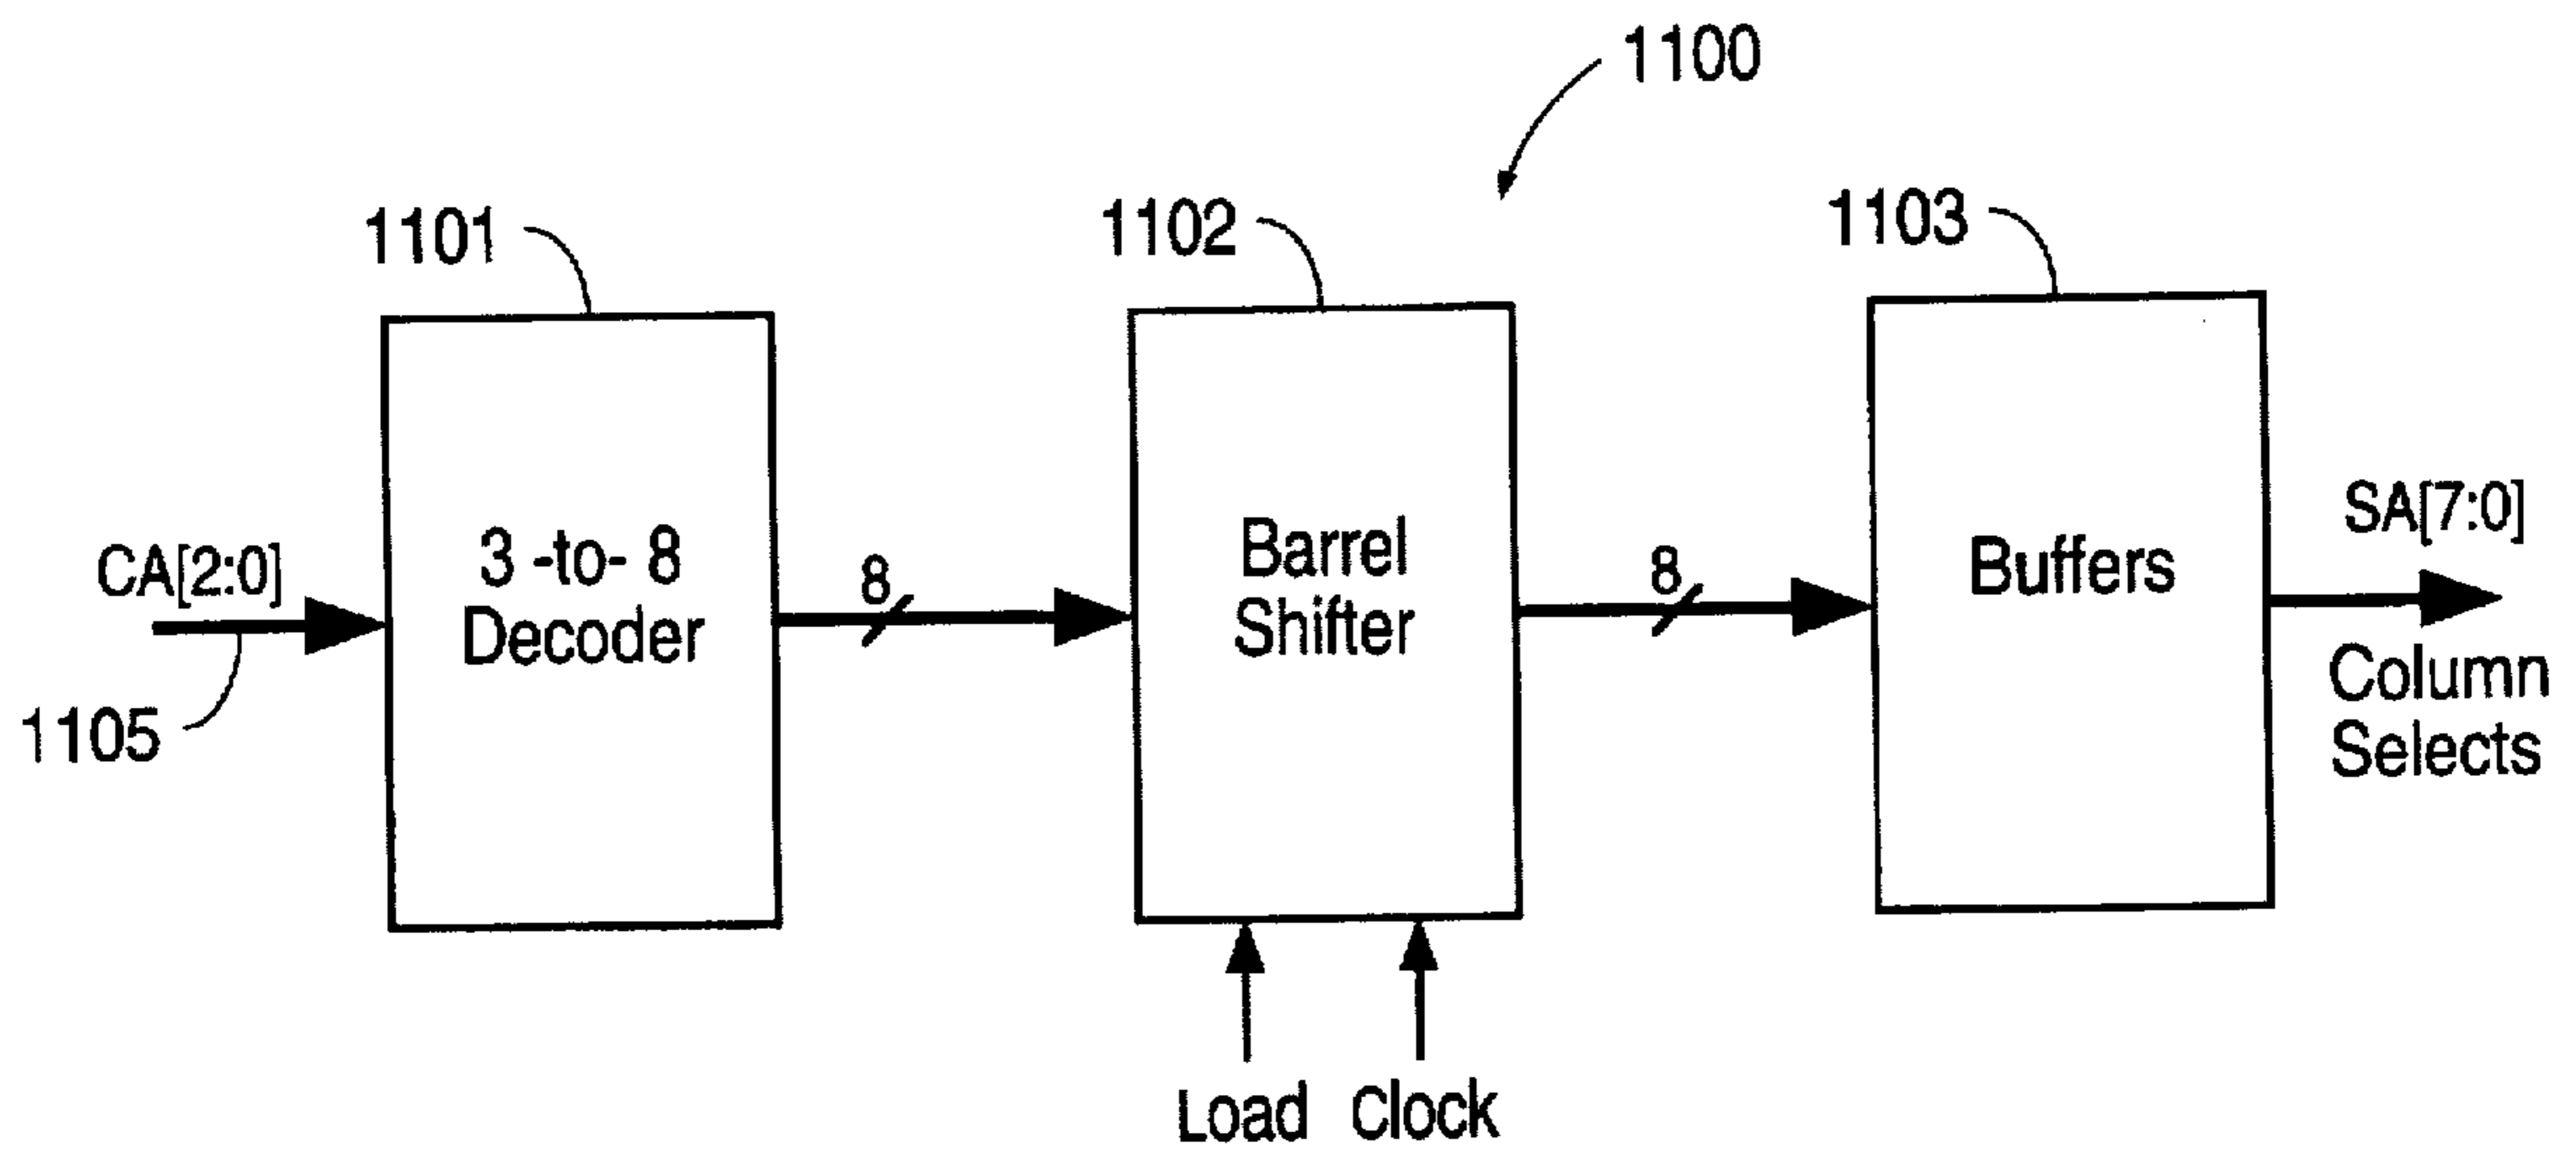 1100
1101
1102
1103
CA[2:0]
1105
3 -to- 8
Decoder
8
Barrel
Shifter
8
Buffers
SA[7:0]
Column
Selects
Load
Clock